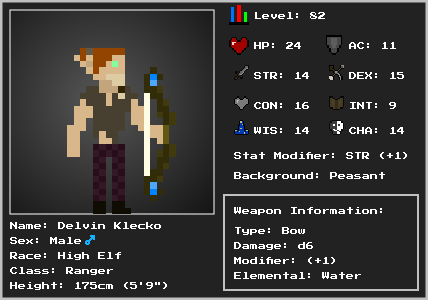 Level: 82
HP: 24 AC: 11
STR: 14 DEX: 15
CON: 16 INT: 9
WIS: 14 CHA: 14
Stat Modifier: STR (+1)
Background: Peasant
Weapon Information:
Type: Bow
Damage: d6
Modifier: (+1)
Elemental: Water
Name: Delvin Klecko
Sex: Male♂
Race: High Elf
Class: Ranger
Height: 175cm (5'9")